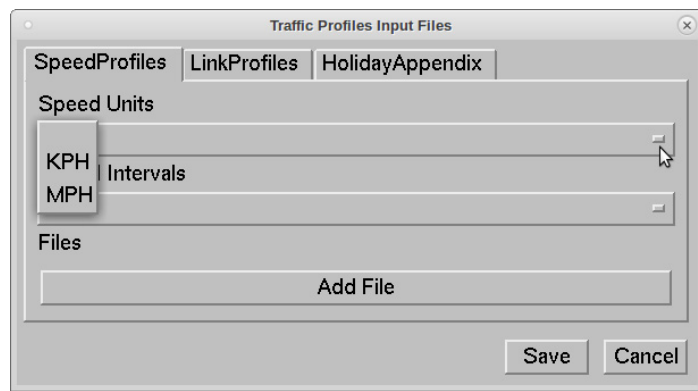 Traffic Profiles Input Files
SpeedProfiles LinkProfiles HolidayAppendix
Speed Units
KPH
Intervals
MPH
Files
Add File
Save Cancel